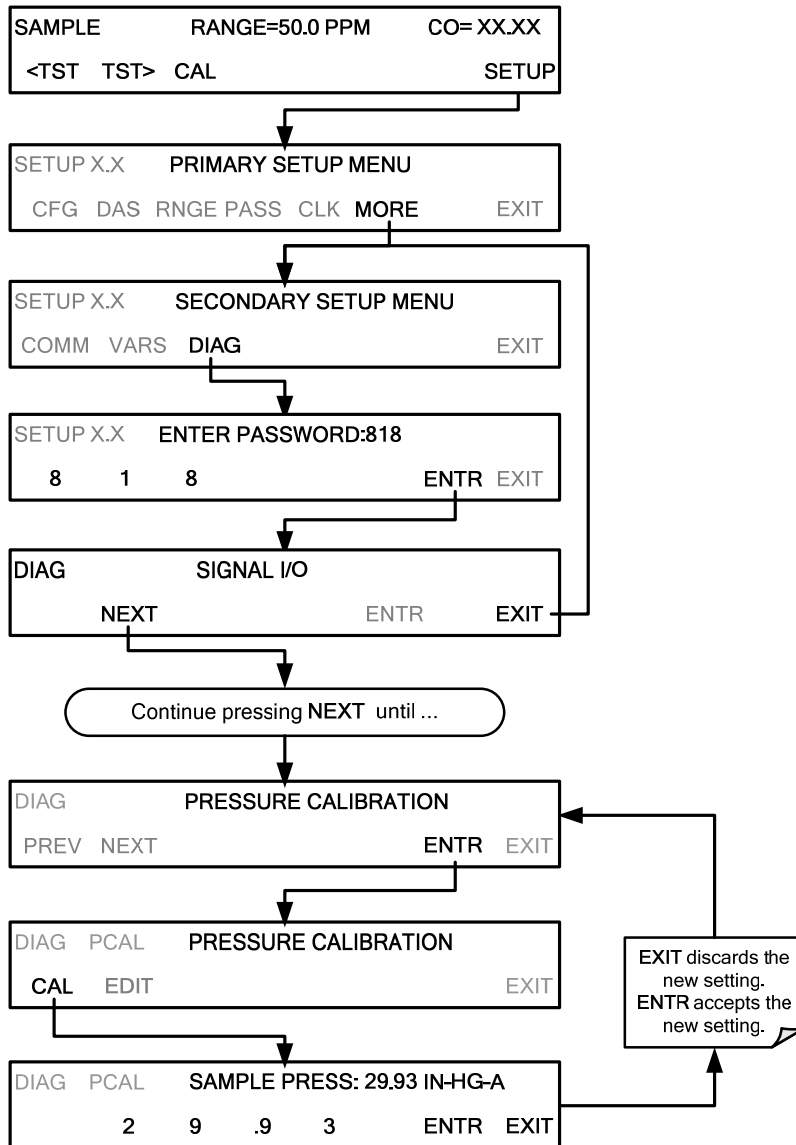 SAMPLE RANGE=50.0 PPM CO= XX.XX
<TST TST> CAL SETUP
SETUP X.X PRIMARY SETUP MENU
CFG DAS RNGE PASS CLK MORE EXIT
SETUP X.X SECONDARY SETUP MENU
COMM VARS DIAG EXIT
SETUP X.X ENTER PASSWORD:818
8 1 8 ENTR EXIT
DIAG SIGNAL I/O
NEXT ENTR EXIT
Continue pressing NEXT until ...
DIAG PRESSURE CALIBRATION
PREV NEXT ENTR EXIT
DIAG PCAL PRESSURE CALIBRATION
CAL EDIT EXIT
EXIT discards the
new setting.
ENTR accepts the
new setting.
DIAG PCAL SAMPLE PRESS: 29.93 IN-HG-A
2 9 .9 3 ENTR EXIT